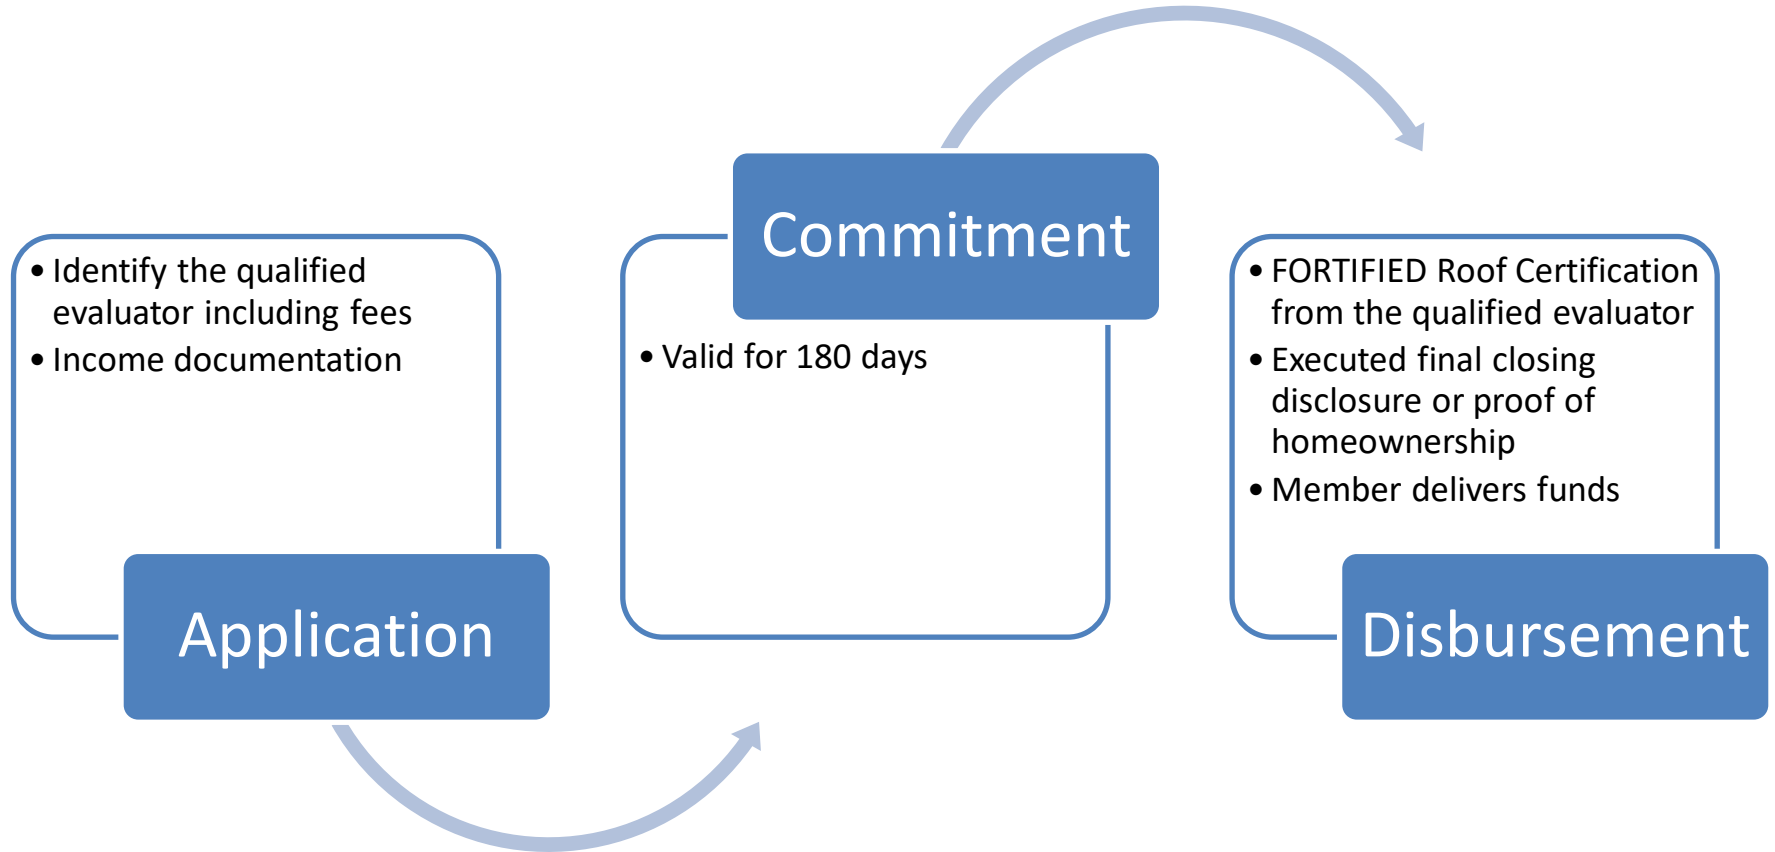 • Identify the qualified
evaluator including fees
• Income documentation
Application
Commitment
• Valid for 180 days
• FORTIFIED Roof Certification
from the qualified evaluator
• Executed final closing
disclosure or proof of
homeownership
• Member delivers funds
Disbursement